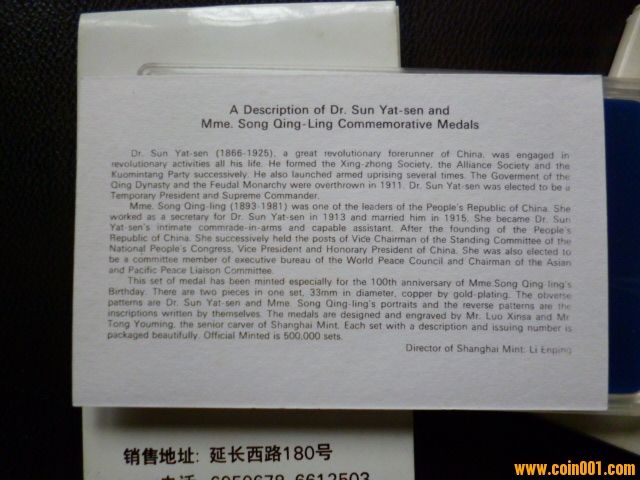 A Description of Dr. Sun Yat-sen and
Mme. Song Qing-Ling Commemorative Medals
Dr. Sun Yat-sen (1866-1925), a great revolutionary forerunner of China, was engaged in
revolutionary activities all his life. He formed the Xing-zhong Society, the Alliance Society and the
Kuomintang Party successively. He also launched armed uprising several times. The Goverment of the
Qing Dynasty and the Feudal Monarchy were overthrown in 1911. Dr. Sun Yat-sen was elected to be a
Temporary President and Supreme Commander.
Mme. Song Qing-ling (1893-1981) was one of the leaders of the People's Republic of China. She
worked as a secretary for Dr. Sun Yat-sen in 1913 and married him in 1915. She became Dr. Sun
Yat-sen's intimate commrade-in-arms and capable assistant. After the founding of the People's
Republic of China. She successively held the posts of Vice Chairman of the Standing Committee of the
National People's Congress, Vice President and Honorary President of China. She was also elected to
be a committee member of executive bureau of the World Peace Council and Chairman of the Asian
and Pacific Peace Liaison Committee.
This set of medal has been minted especially for the 100th anniversary of Mme.Song Qing-ling's
Birthday. There are two pieces in one set, 33mm in diameter, copper by gold-plating. The obverse
patterns are Dr. Sun Yat-sen and Mme. Song Qing-ling's portraits and the reverse patterns are the
inscriptions written by themselves. The medals are designed and engraved by Mr. Luo Xinsa and Mr
Tong Youming, the senior carver of Shanghai Mint. Each set with a description and issuing number is
packaged beautifully. Official Minted is 500,000 sets.
Director of Shanghai Mint: Li Enping
销售地址: 延长西路180号
电话 6050678 6612503
www.coin001.com